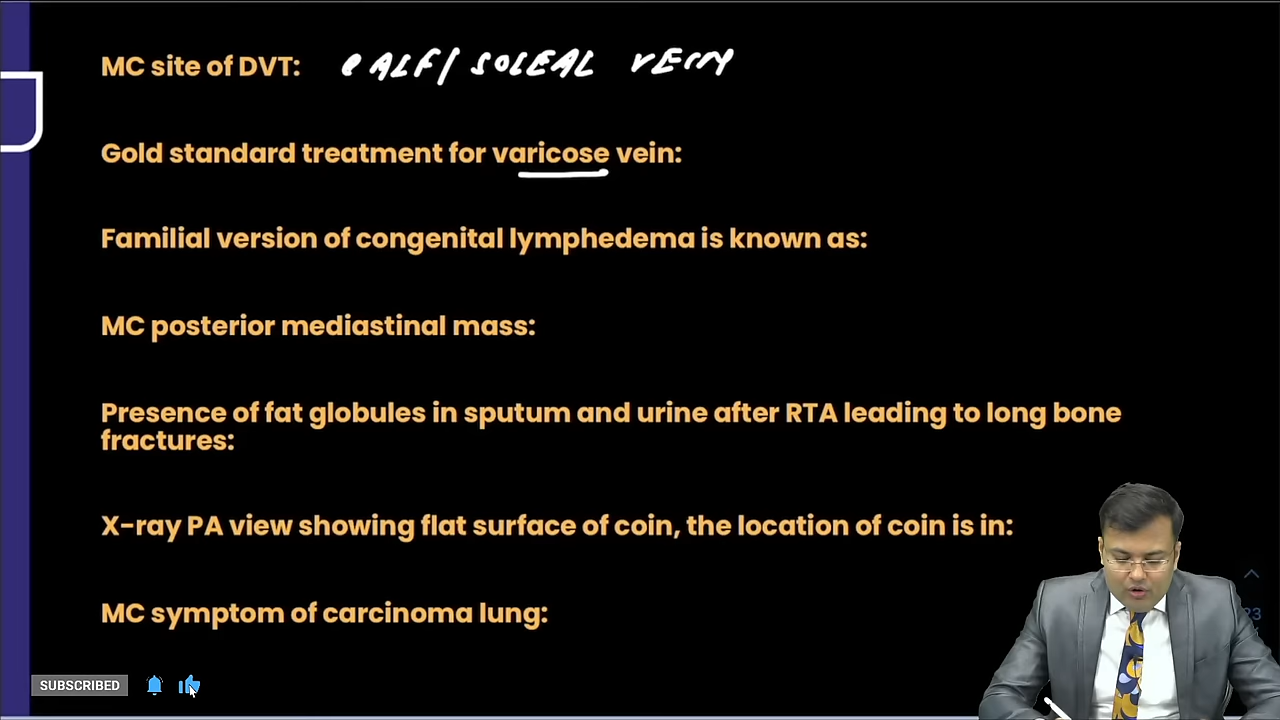 MC site of DVT: CALF/SOLEAL VEIN
Gold standard treatment for varicose vein:
Familial version of congenital lymphedema is known as:
MC posterior mediastinal mass:
Presence of fat globules in sputum and urine after RTA leading to long bone
fractures:
X-ray PA view showing flat surface of coin, the location of coin is in:
MC symptom of carcinoma lung:
SUBSCRIBED